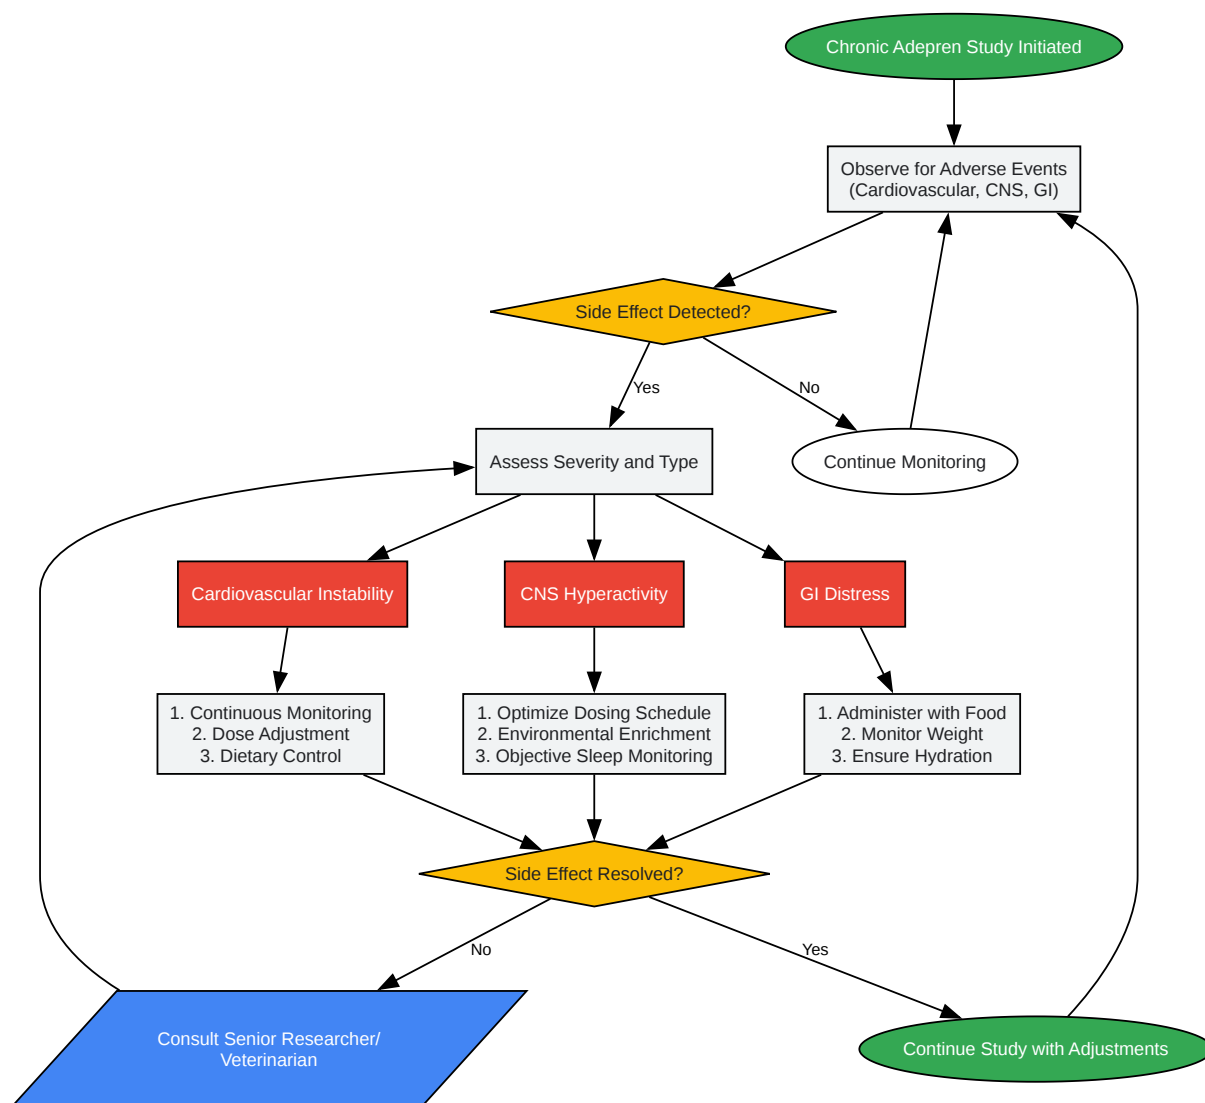 Chronic Adepren Study Initiated
Observe for Adverse Events
(Cardiovascular, CNS, GI)
Side Effect Detected?
Yes
No
Assess Severity and Type
Continue Monitoring
Cardiovascular Instability
CNS Hyperactivity
GI Distress
1. Continuous Monitoring
2. Dose Adjustment
3. Dietary Control
1. Optimize Dosing Schedule
2. Environmental Enrichment
3. Objective Sleep Monitoring
1. Administer with Food
2. Monitor Weight
3. Ensure Hydration
Side Effect Resolved?
No
Yes
Consult Senior Researcher/
Veterinarian
Continue Study with Adjustments